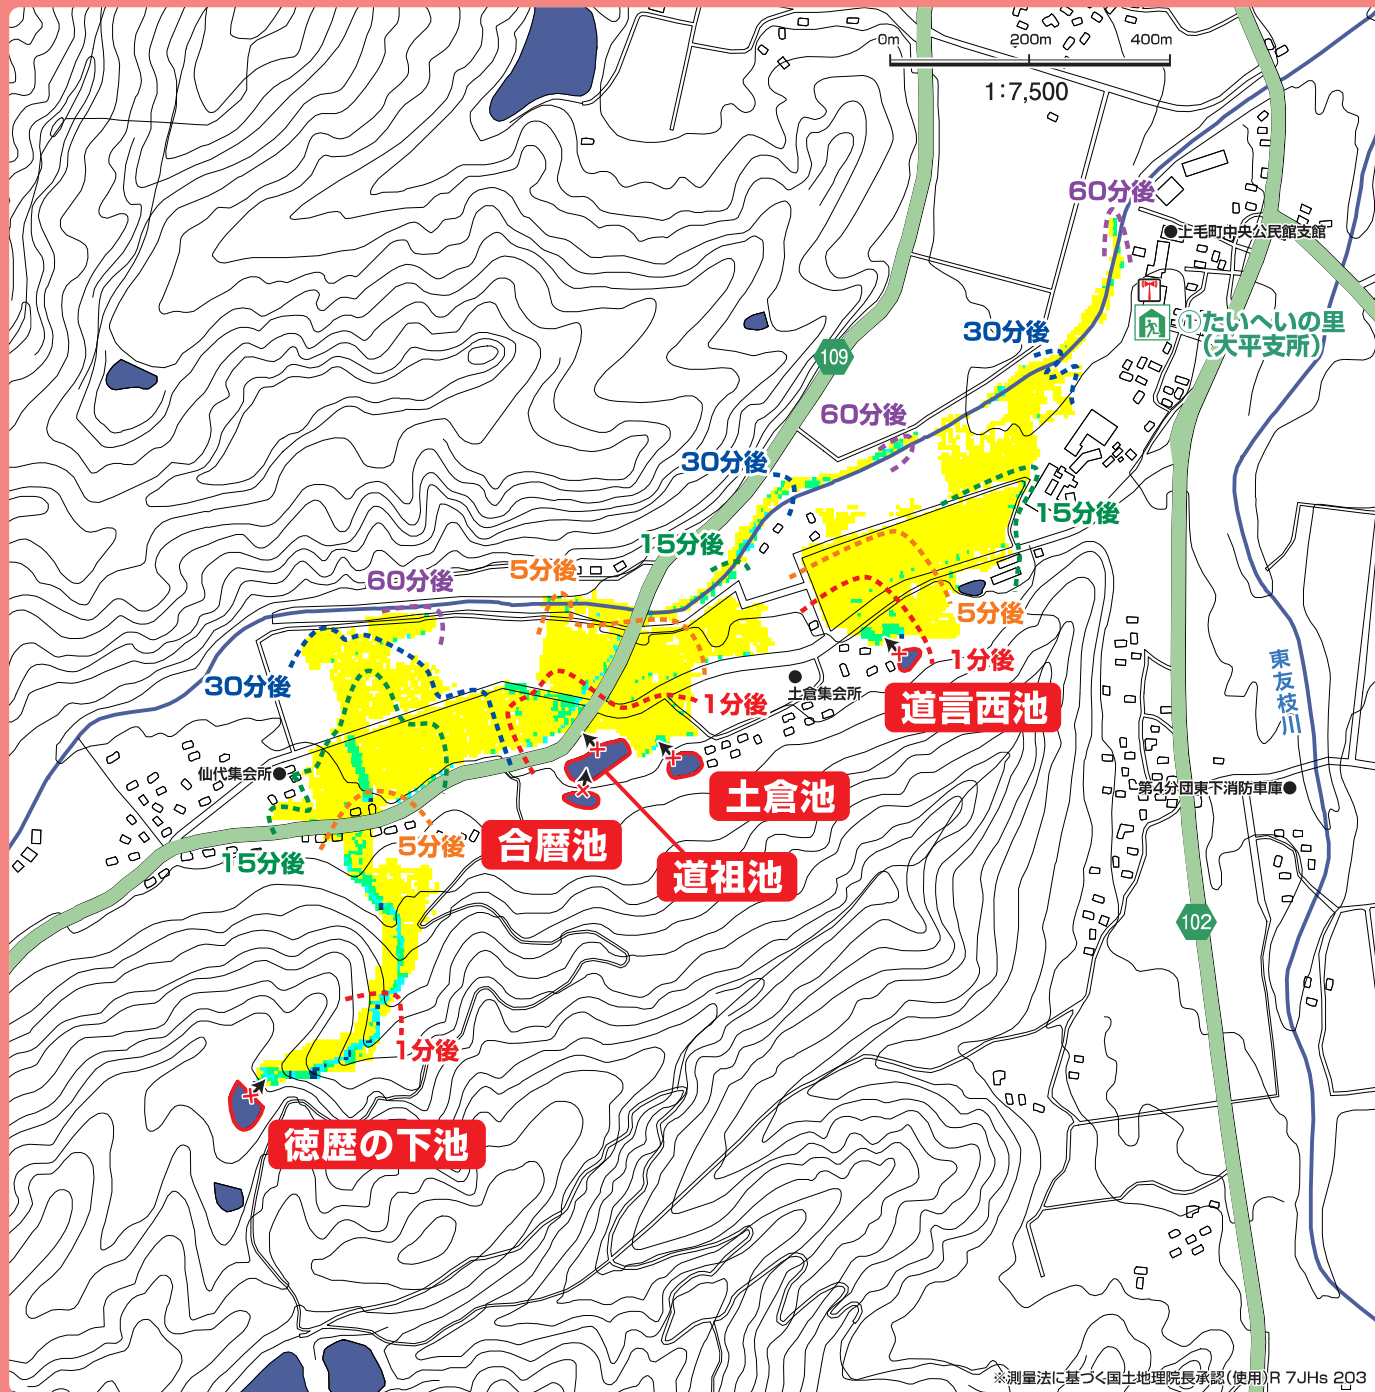 0m 200m 400m
1:7,500
60分後
上毛町中央公民館支館
①たいへいの里
(大平支所)
30分後
109
60分後
30分後
15分後
15分後
5分後
60分後
5分後
1分後
30分後
1分後
土倉集会所
道言西池
東友枝川
仙代集会所
土倉池
第4分団東下消防車庫
合暦池
5分後
15分後
道祖池
102
1分後
徳歴の下池
※測量法に基づく国土地理院長承認(使用)R 7JHs 203